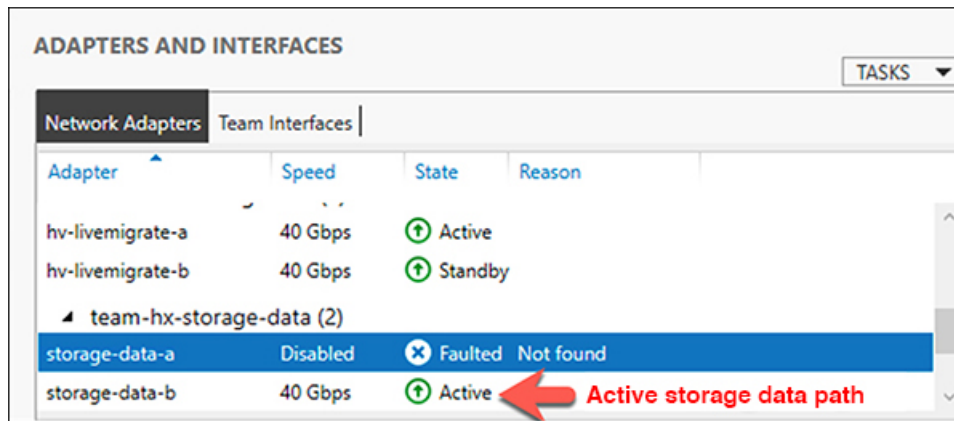 ADAPTERS AND INTERFACES
TASKS
Network Adapters Team Interfaces
Adapter Speed State Reason
hv-livemigrate-a 40 Gbps Active
hv-livemigrate-b 40 Gbps Standby
team-hx-storage-data (2)
storage-data-a Disabled Faulted Not found
storage-data-b 40 Gbps Active Active storage data path